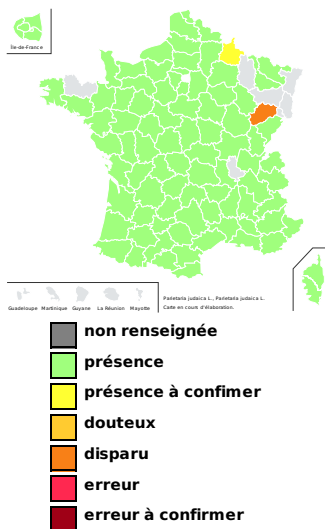 Île-de-France
Guadeloupe Martinique Guyane La Réunion Mayotte
Parietaria judaica L., Parietaria judaica L.
Carte en cours d'élaboration.
non renseignée
présence
présence à confimer
douteux
disparu
erreur
erreur à confirmer